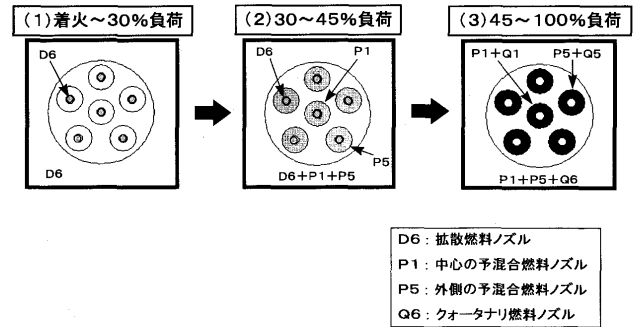 (1)着火～30%負荷
D6
D6
(2)30～45%負荷
D6
P1
P5
D6+P1+P5
(3)45～100%負荷
P1+Q1
P5+Q5
P1+P5+Q6
D6：拡散燃料ノズル
P1：中心の予混合燃料ノズル
P5：外側の予混合燃料ノズル
Q6：クォータナリ燃料ノズル